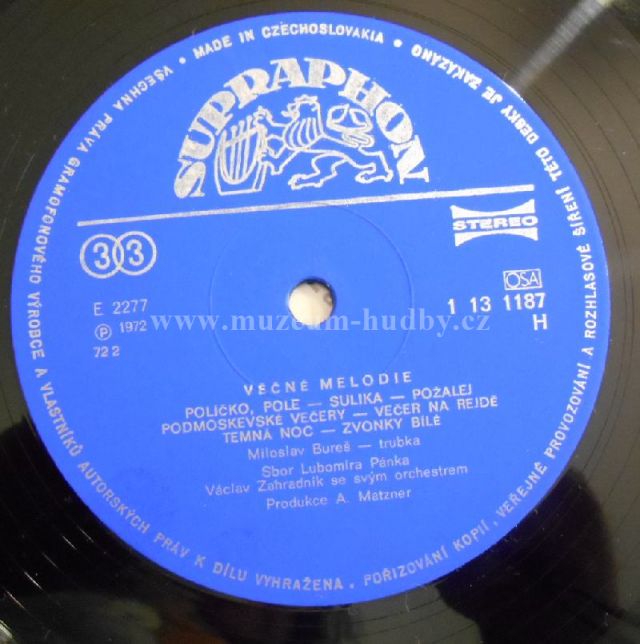 VŠECHNA PRÁVA GRAMOFONOVÉHO VÝROBCE A VLASTNÍKŮ AUTORSKÝCH PRÁV K DÍLU VYHRAŽENA. POŘIZOVÁNÍ KOPIÍ, VEŘEJNÉ PROVOZOVÁNÍ A ROZHLASOVÉ ŠÍŘENÍ TÉTO DESKY JE ZAKÁZÁNO • MADE IN CZECHOSLOVAKIA •
SUPRAPHON
STEREO
33
OSA
E 2277
1 13 1187
℗ 1972
H
72 2
www.muzeum-hudby.cz
VĚČNÉ MELODIE
POLÍČKO, POLE — SULIKA — POŽALEJ
PODMOSKEVSKÉ VEČERY — VEČER NA REJDĚ
TEMNÁ NOC — ZVONKY BÍLÉ
Miloslav Bureš — trubka
Sbor Lubomíra Pánka
Václav Zahradník se svým orchestrem
Produkce A. Matzner